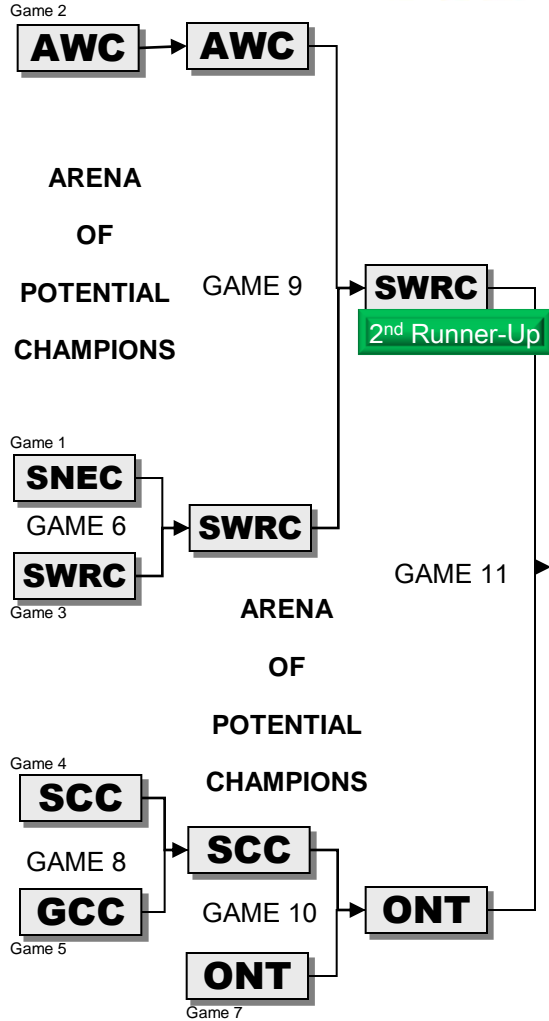 Game 2
AWC
AWC
ARENA
OF
POTENTIAL
CHAMPIONS
GAME 9
SWRC
2nd Runner-Up
Game 1
SNEC
GAME 6
SWRC
SWRC
Game 3
GAME 11
ARENA
OF
POTENTIAL
CHAMPIONS
Game 4
SCC
GAME 8
SCC
GCC
Game 5
GAME 10
ONT
ONT
Game 7